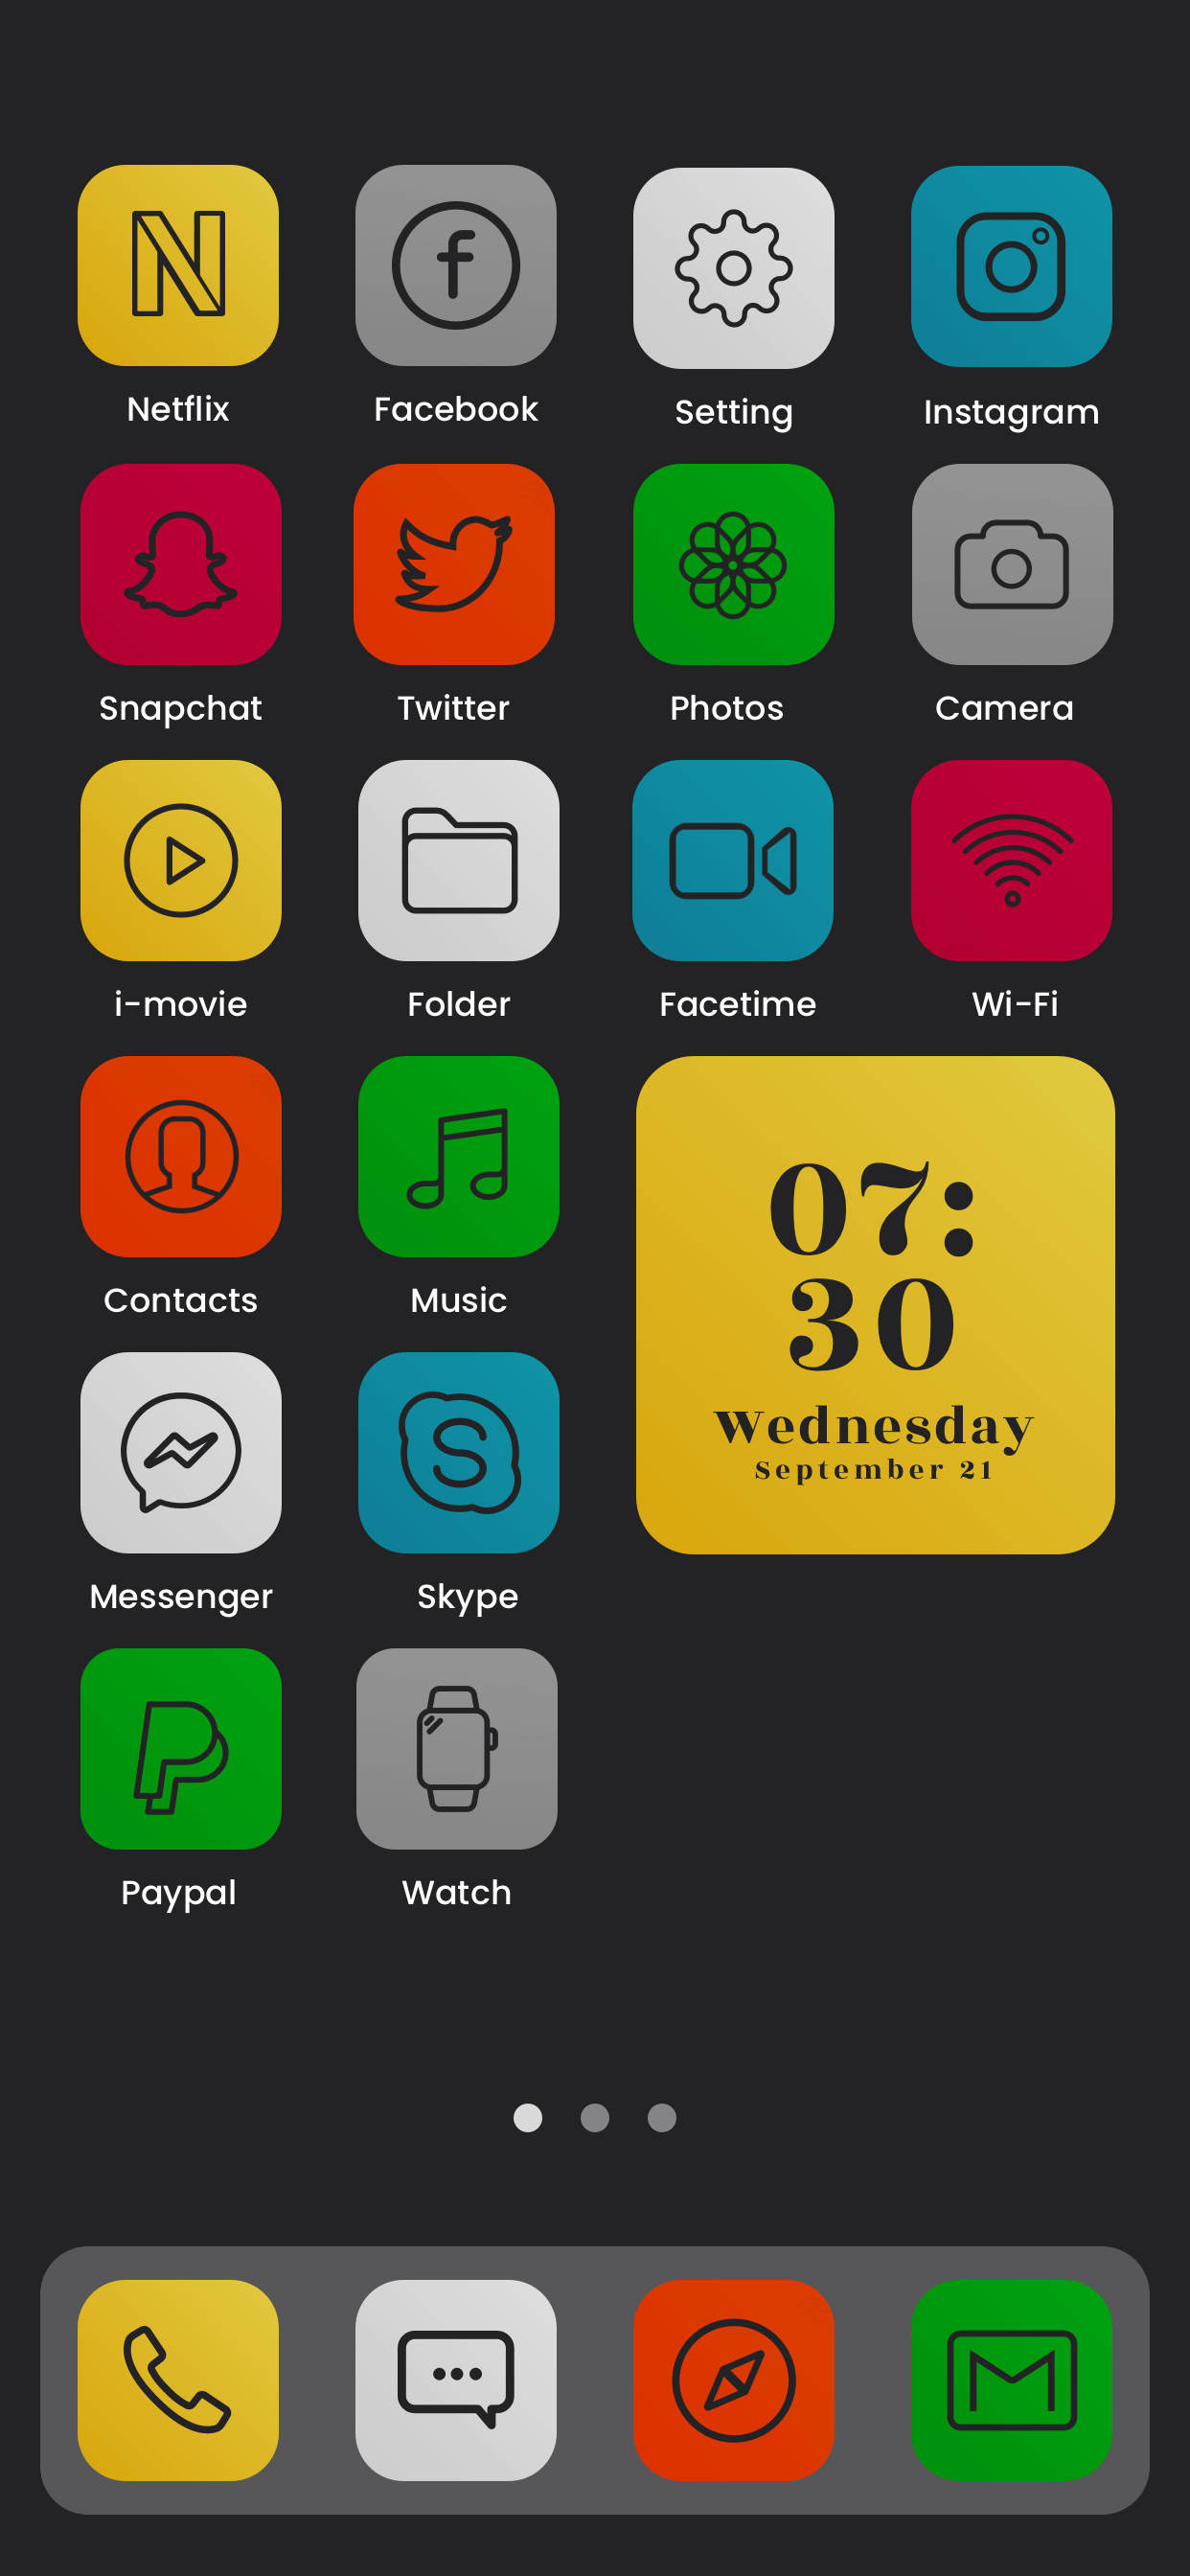 Netflix
Facebook
Setting
Instagram
Snapchat
Twitter
Photos
Camera
i-movie
Folder
Facetime
Wi-Fi
Contacts
Music
07:
30
Wednesday
September 21
Messenger
Skype
Paypal
Watch